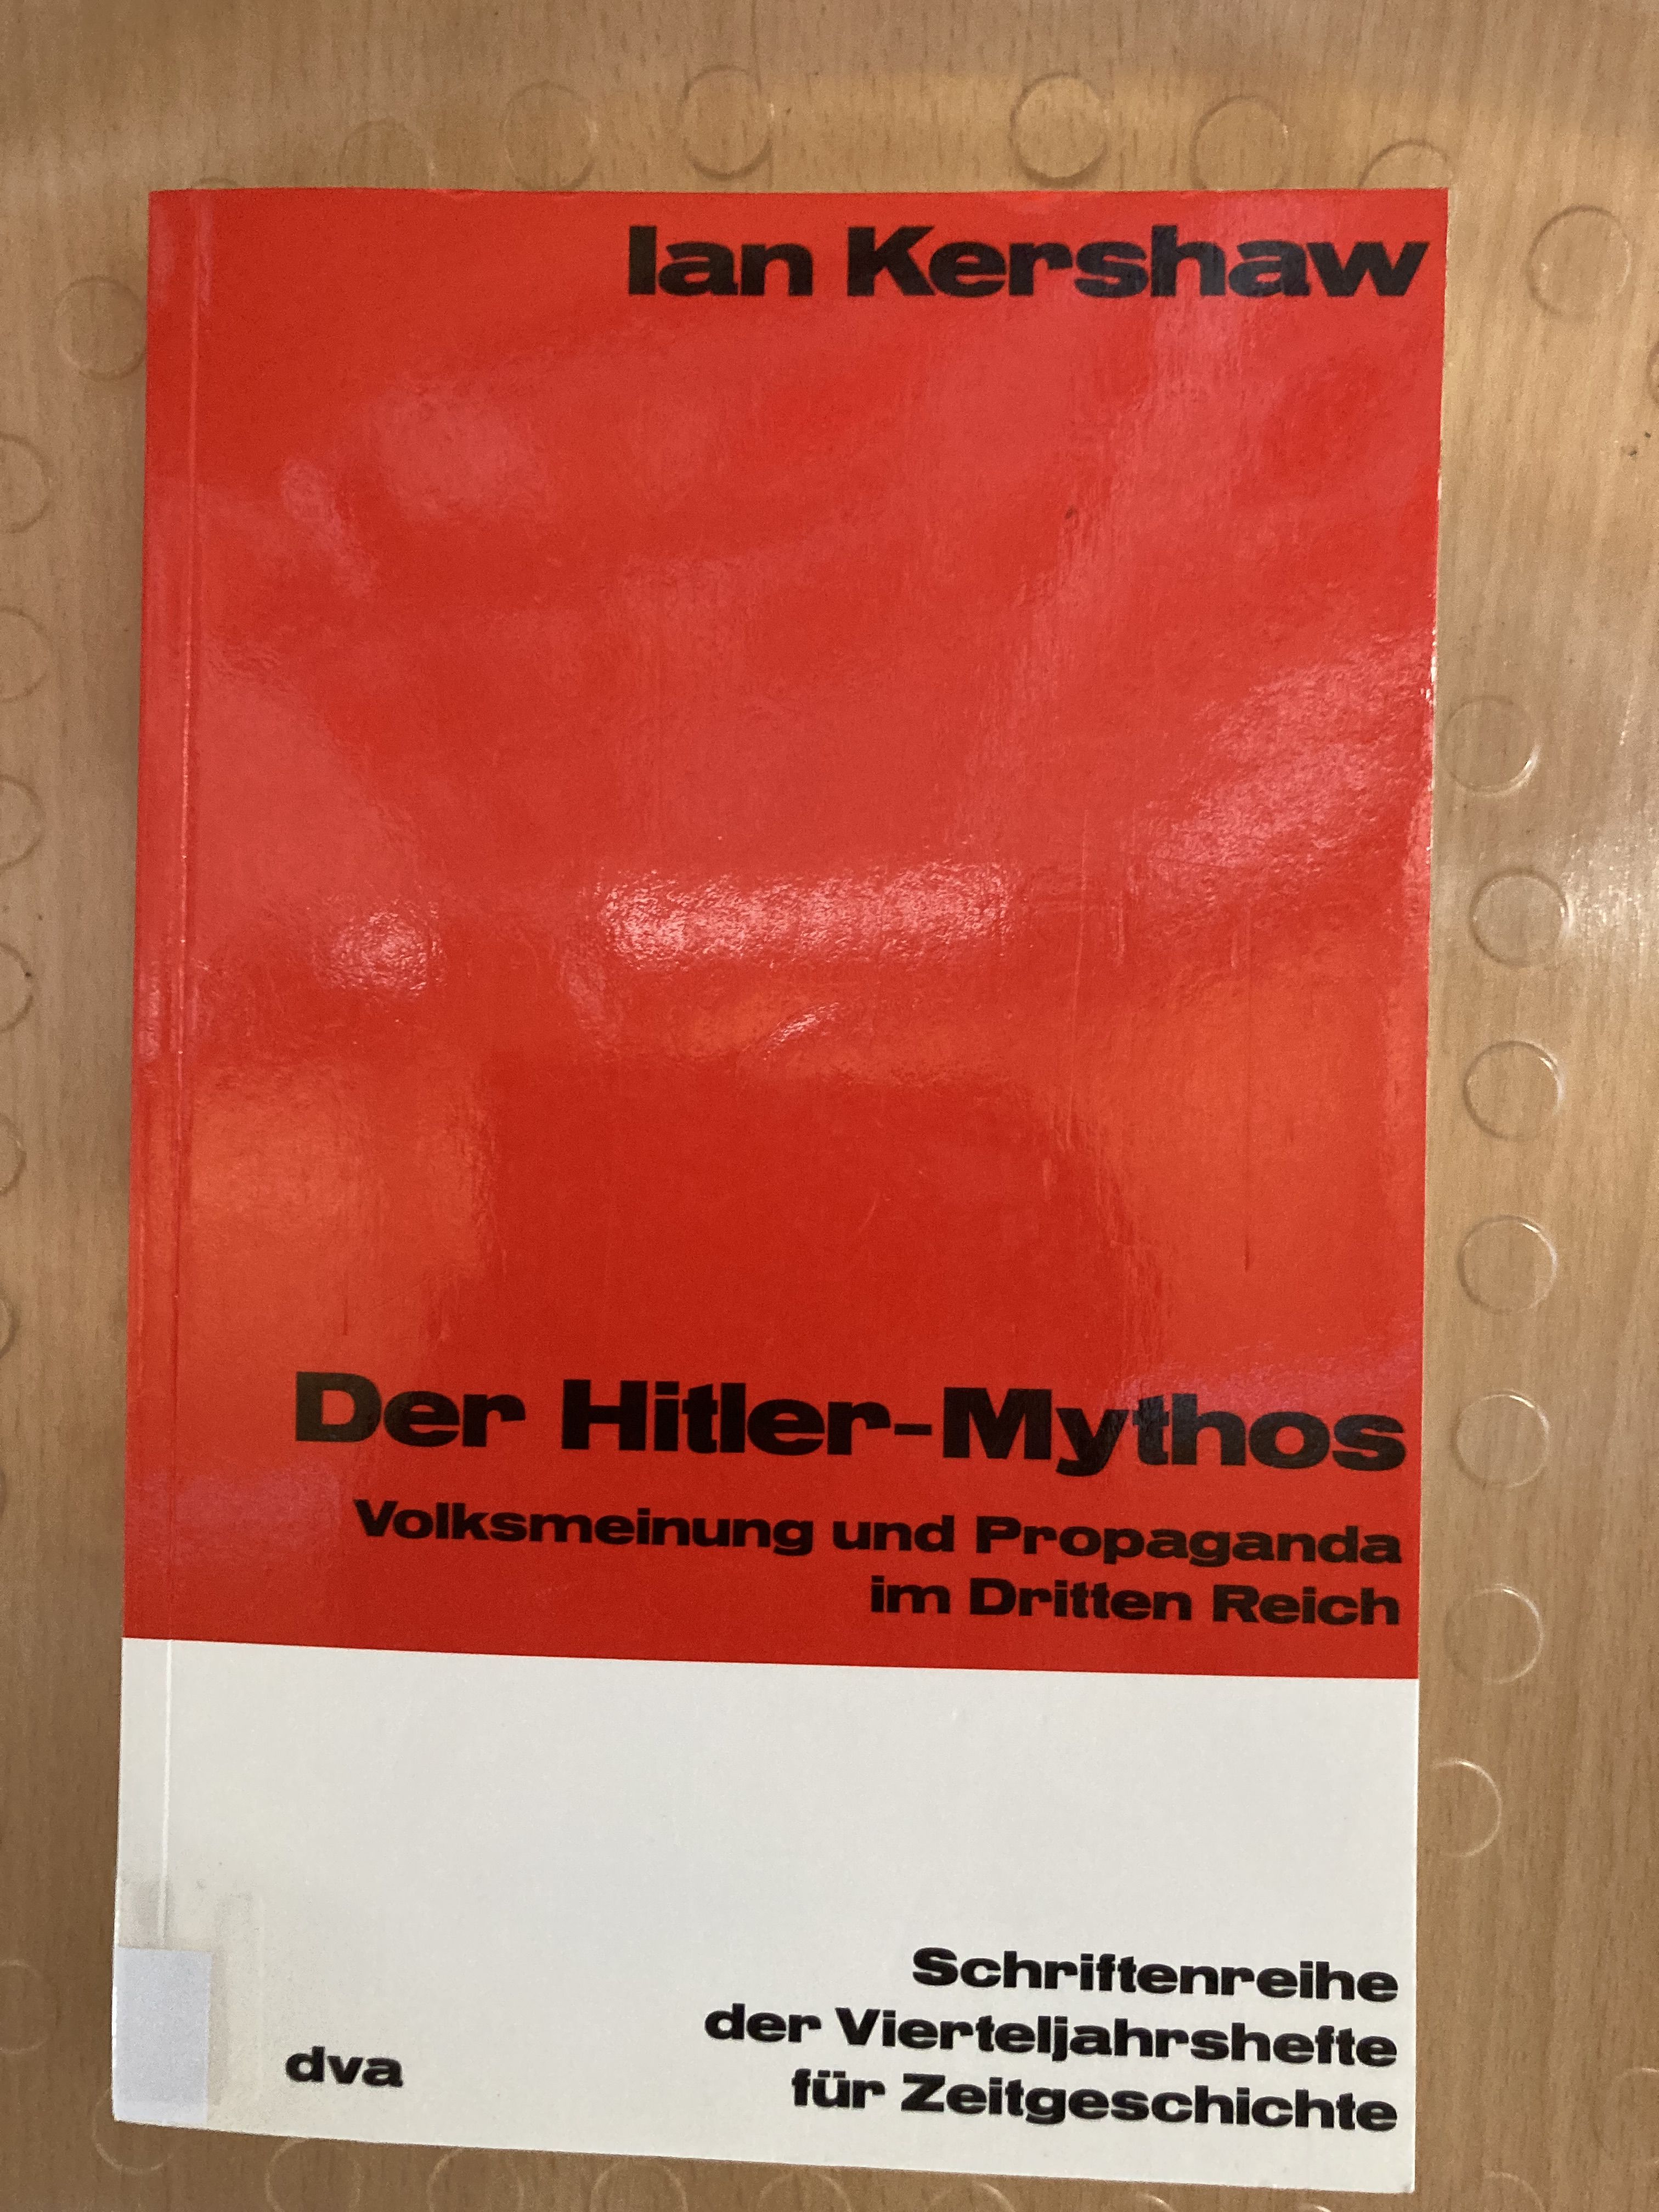 Ian Kershaw
Der Hitler-Mythos
Volksmeinung und Propaganda
im Dritten Reich
Schriftenreihe
der Vierteljahrshefte
für Zeitgeschichte
dva